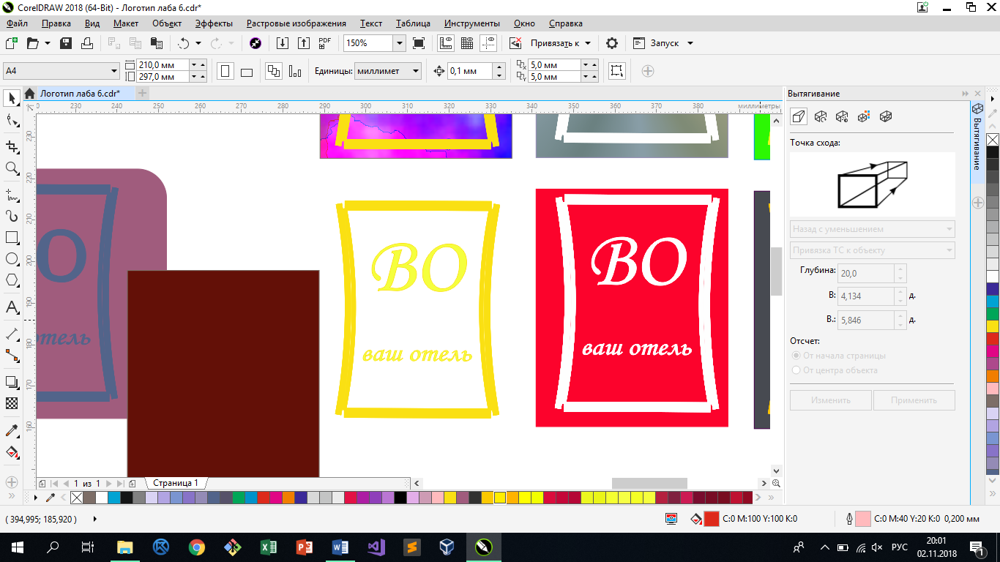 CorelDRAW 2018 (64-Bit) - Логотип лаба 6.cdr*
Файл Правка Вид Макет Объект Эффекты Растровые изображения Текст Таблица Инструменты Окно Справка
PDF 150% Привязать к Запуск
A4 210,0 мм 297,0 мм Единицы: миллимет 0,1 мм 5,0 мм 5,0 мм
Логотип лаба 6.cdr*
Вытягивание
230 240 250 260 270 280 290 300 310 320 330 340 350 360 370 380 миллиметры
230
220
210
200
190
180
170
160
Вытягивание
Точка схода:
Назад с уменьшением
Привязка ТС к объекту
Глубина: 20,0
В: 4,134 д.
В.: 5,846 д.
Отсчет:
От начала страницы
От центра объекта
Изменить Применить
О
отель
ВО
ваш отель
ВО
ваш отель
1 из 1 Страница 1
( 394,995; 185,920 ) C:0 M:100 Y:100 K:0 C:0 M:40 Y:20 K:0 0,200 мм
РУС 20:01
02.11.2018 1